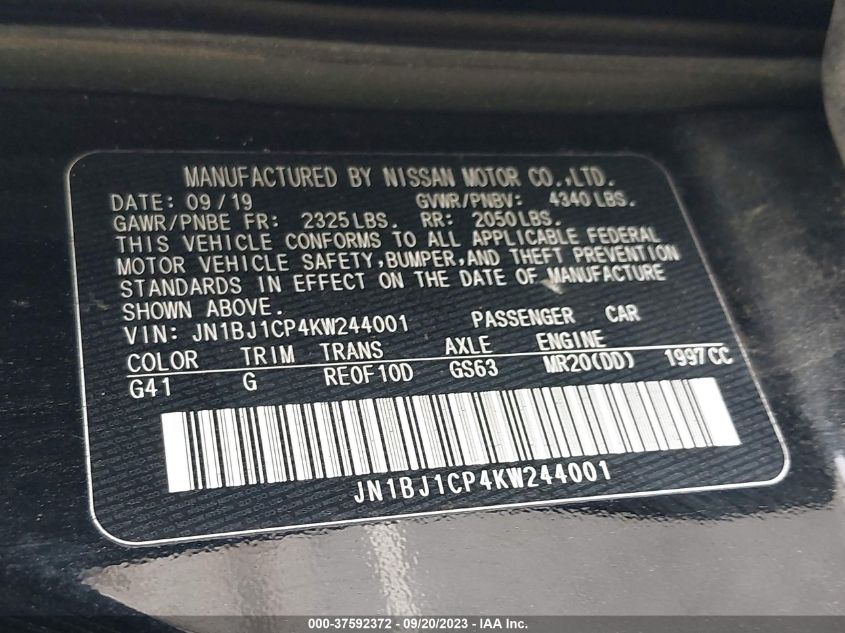 MANUFACTURED BY NISSAN MOTOR CO.,LTD.
DATE: 09/19 GVWR/PNBV: 4340 LBS.
GAWR/PNBE FR: 2325 LBS. RR: 2050 LBS.
THIS VEHICLE CONFORMS TO ALL APPLICABLE FEDERAL
MOTOR VEHICLE SAFETY,BUMPER,AND THEFT PREVENTION
STANDARDS IN EFFECT ON THE DATE OF MANUFACTURE
SHOWN ABOVE.
VIN: JN1BJ1CP4KW244001 PASSENGER CAR
COLOR TRIM TRANS AXLE ENGINE
G41 G RE0F10D GS63 MR20(DD) 1997CC
JN1BJ1CP4KW244001
000-37592372 - 09/20/2023 - IAA Inc.